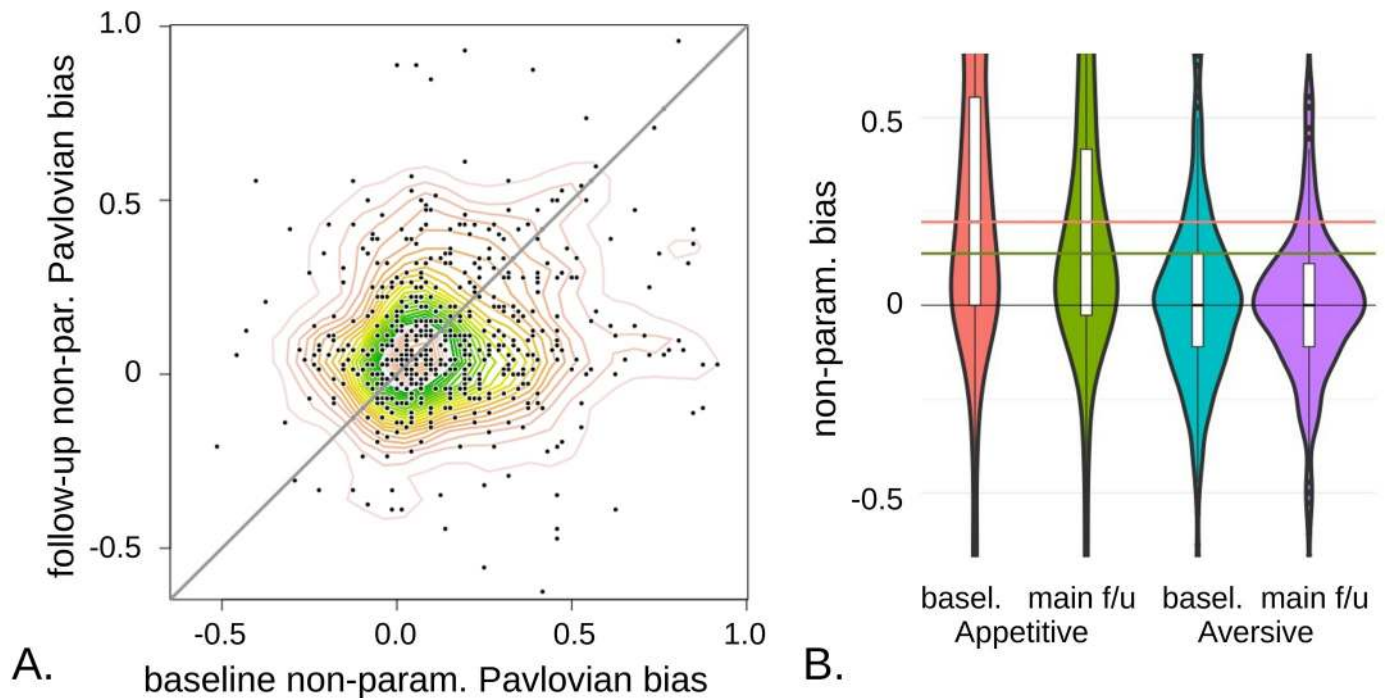 follow-up non-par. Pavlovian bias
1.0
0.5
0
-0.5
-0.5
0.0
0.5
1.0
baseline non-param. Pavlovian bias
A.
non-param. bias
0.5
0
-0.5
basel. main f/u basel. main f/u
Appetitive Aversive
B.